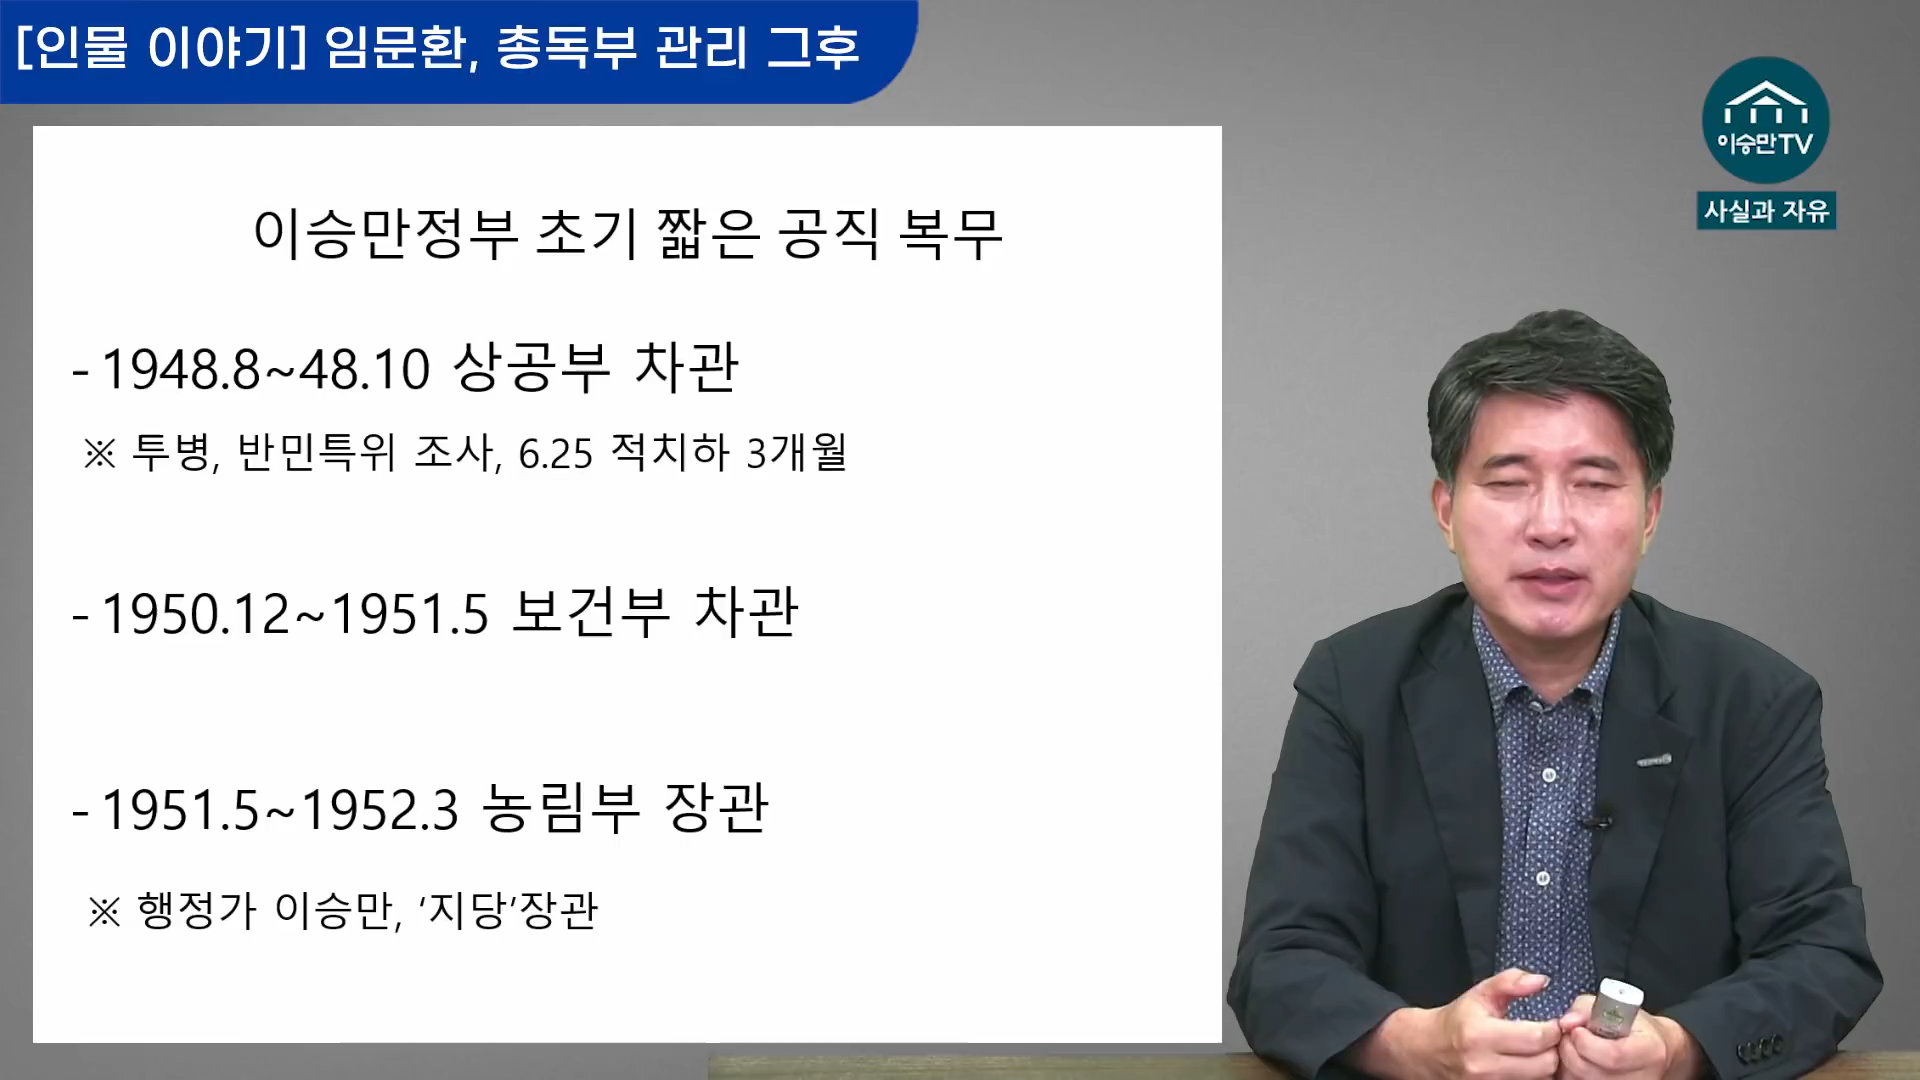 [인물 이야기] 임문환, 총독부 관리 그후
이승만TV
사실과 자유
이승만정부 초기 짧은 공직 복무
- 1948.8~48.10 상공부 차관
※ 투병, 반민특위 조사, 6.25 적치하 3개월
- 1950.12~1951.5 보건부 차관
- 1951.5~1952.3 농림부 장관
※ 행정가 이승만, ‘지당’장관